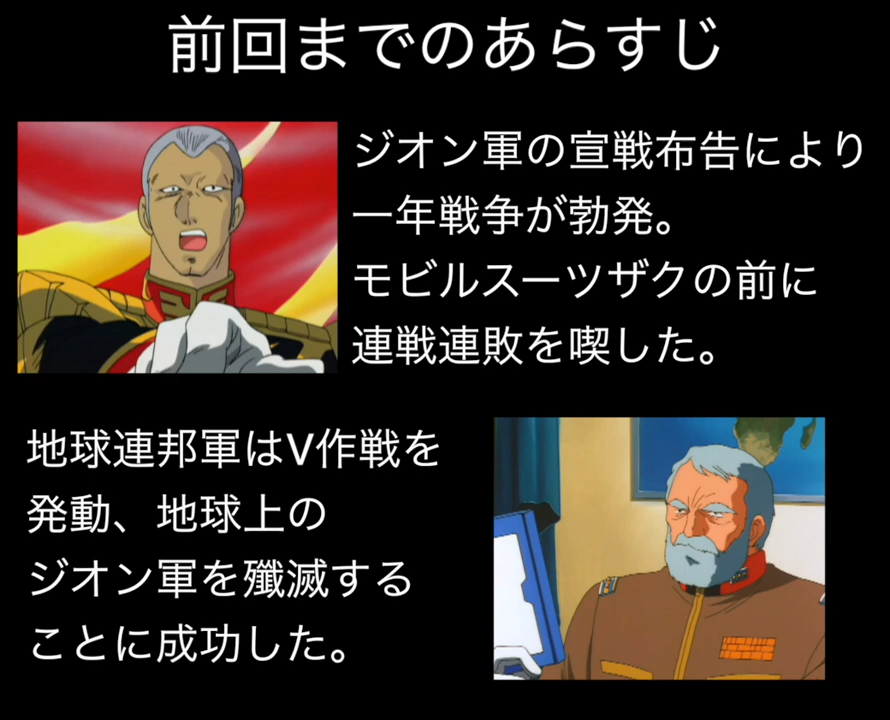 前回までのあらすじ
ジオン軍の宣戦布告により
一年戦争が勃発。
モビルスーツザクの前に
連戦連敗を喫した。
地球連邦軍はV作戦を
発動、地球上の
ジオン軍を殲滅する
ことに成功した。